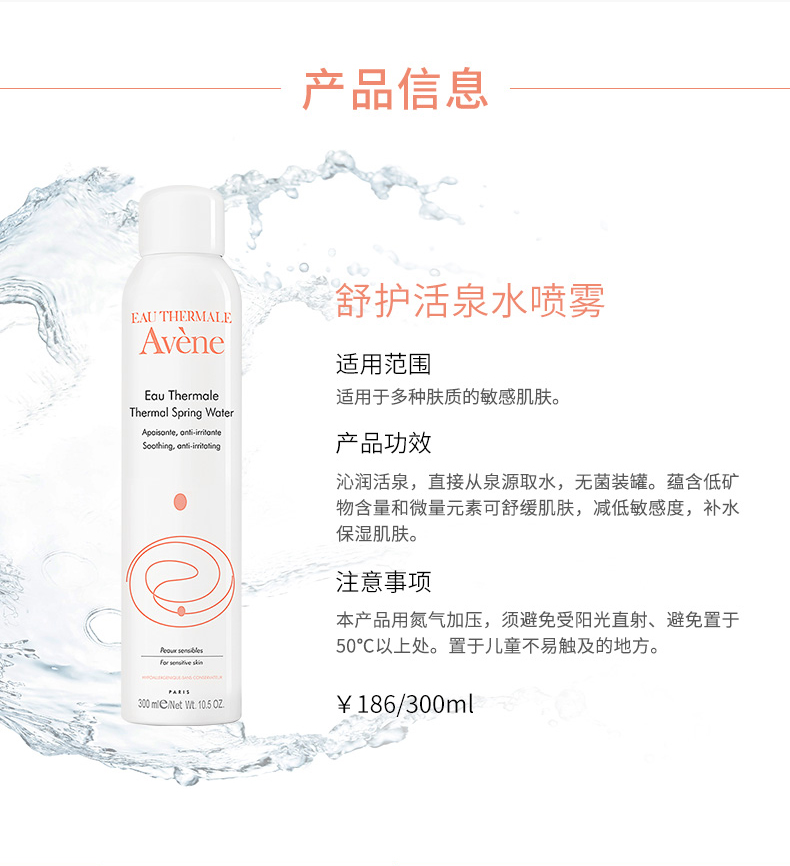 产品信息
EAU THERMALE
Avène
Eau Thermale
Thermal Spring Water
Apaisante, anti-irritante
Soothing, anti-irritating
Peaux sensibles
For sensitive skin
PARIS
300 ml e/Net Wt. 10.5 OZ.
舒护活泉水喷雾
适用范围
适用于多种肤质的敏感肌肤。
产品功效
沁润活泉，直接从泉源取水，无菌装罐。蕴含低矿
物含量和微量元素可舒缓肌肤，减低敏感度，补水
保湿肌肤。
注意事项
本产品用氮气加压，须避免受阳光直射、避免置于
50℃以上处。置于儿童不易触及的地方。
￥186/300ml